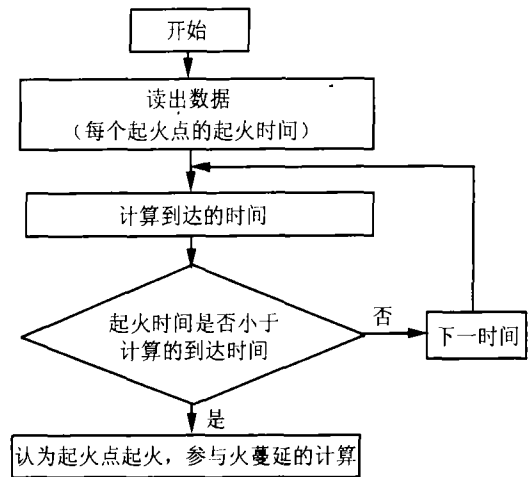 开始
读出数据
（每个起火点的起火时间）
计算到达的时间
起火时间是否小于
计算的到达时间
否
下一时间
是
认为起火点起火，参与火蔓延的计算